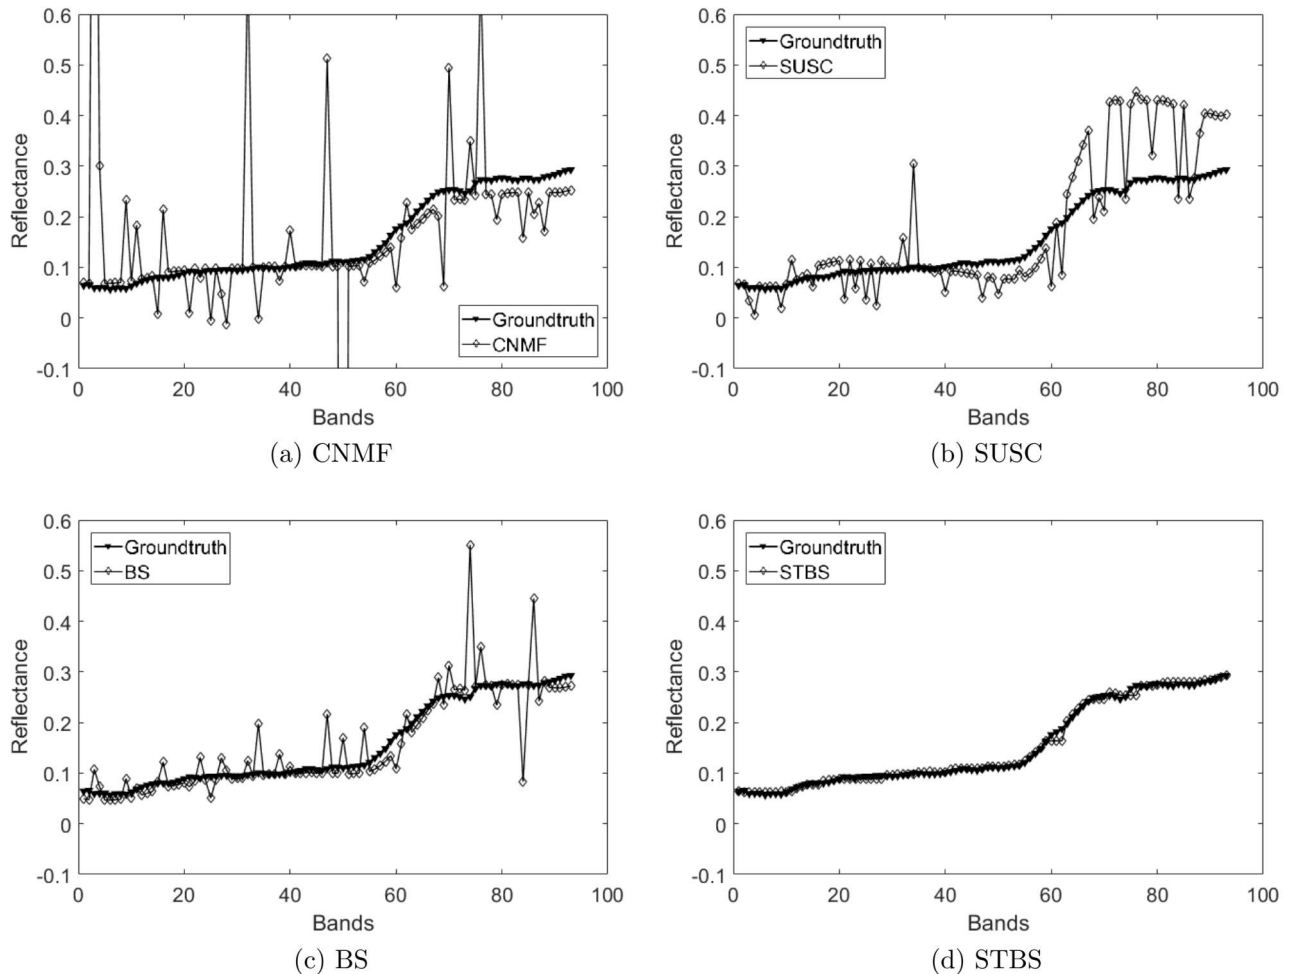 0.6
0.5
0.4
0.3
0.2
0.1
0
-0.1
Reflectance
0 20 40 60 80 100
Bands
Groundtruth
CNMF
(a) CNMF
0.6
0.5
0.4
0.3
0.2
0.1
0
-0.1
Reflectance
0 20 40 60 80 100
Bands
Groundtruth
SUSC
(b) SUSC
0.6
0.5
0.4
0.3
0.2
0.1
0
-0.1
Reflectance
0 20 40 60 80 100
Bands
Groundtruth
BS
(c) BS
0.6
0.5
0.4
0.3
0.2
0.1
0
-0.1
Reflectance
0 20 40 60 80 100
Bands
Groundtruth
STBS
(d) STBS